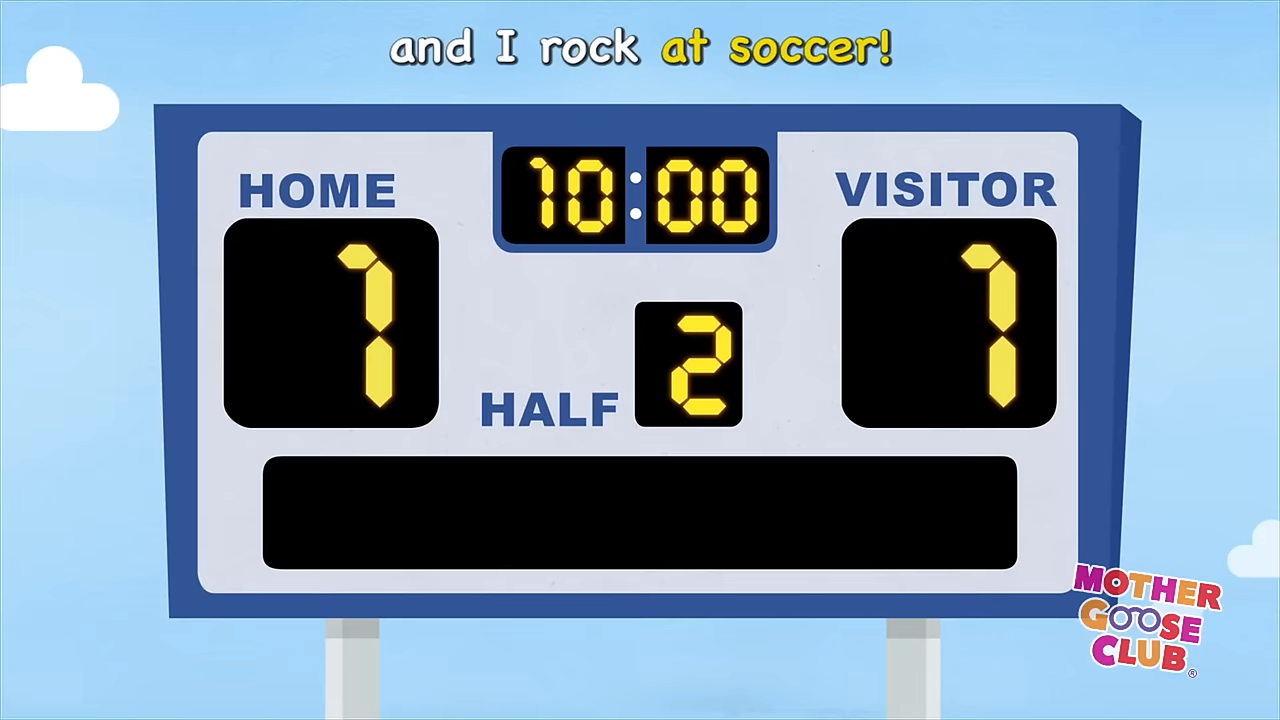 and I rock at soccer!
HOME
10:00
VISITOR
1
1
HALF 2
MOTHER
GOOSE
CLUB®